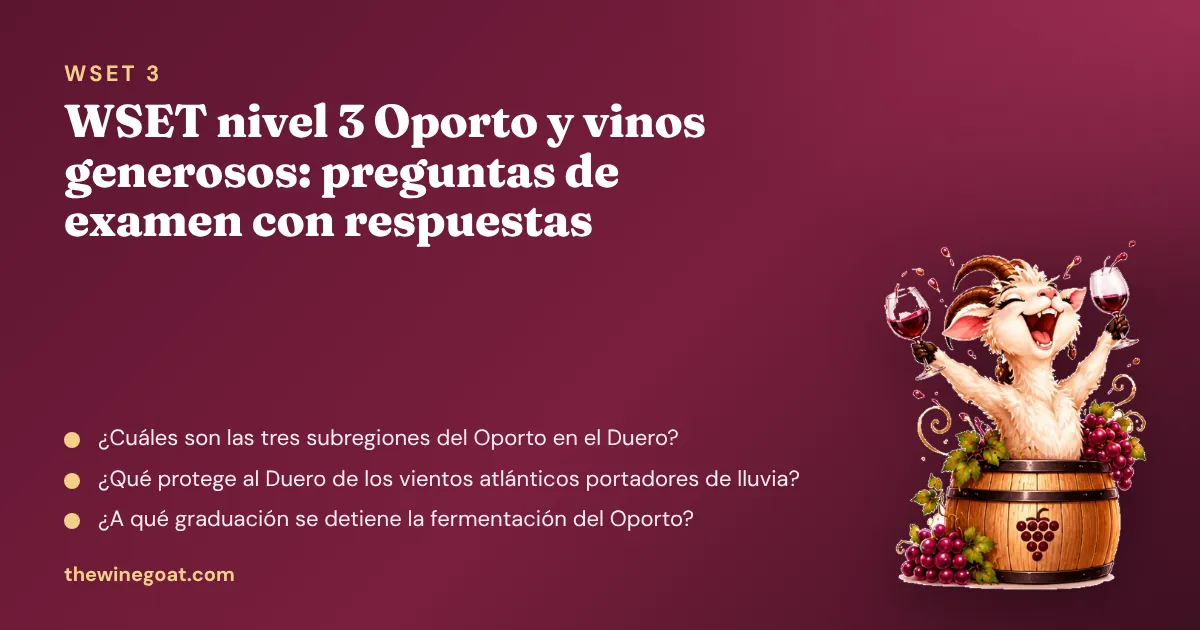 WSET 3
WSET nivel 3 Oporto y vinos
generosos: preguntas de
examen con respuestas
¿Cuáles son las tres subregiones del Oporto en el Duero?
¿Qué protege al Duero de los vientos atlánticos portadores de lluvia?
¿A qué graduación se detiene la fermentación del Oporto?
thewinegoat.com